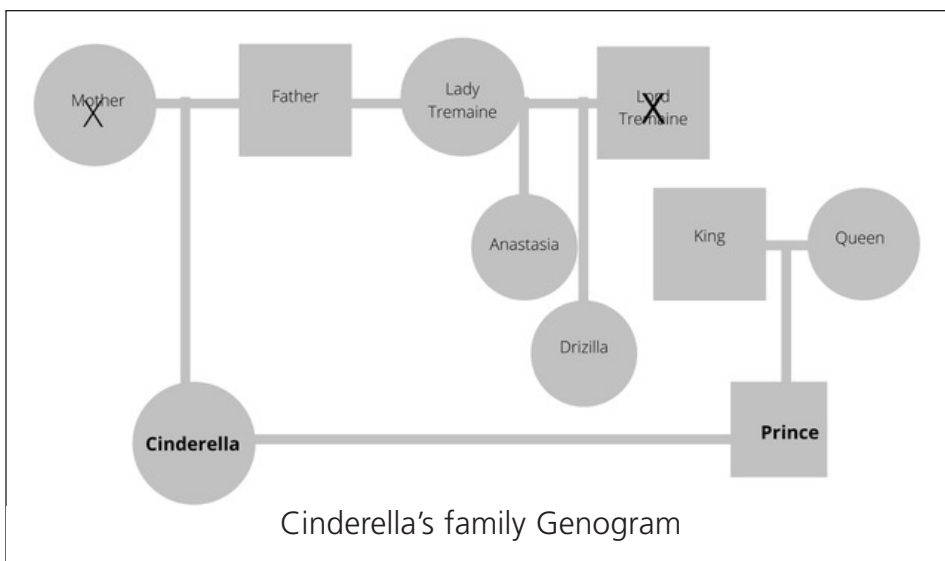 Mother
X
Father
Lady
Tremaine
Lord
Tremaine
X
Anastasia
King
Queen
Drizilla
Cinderella
Prince
Cinderella’s family Genogram